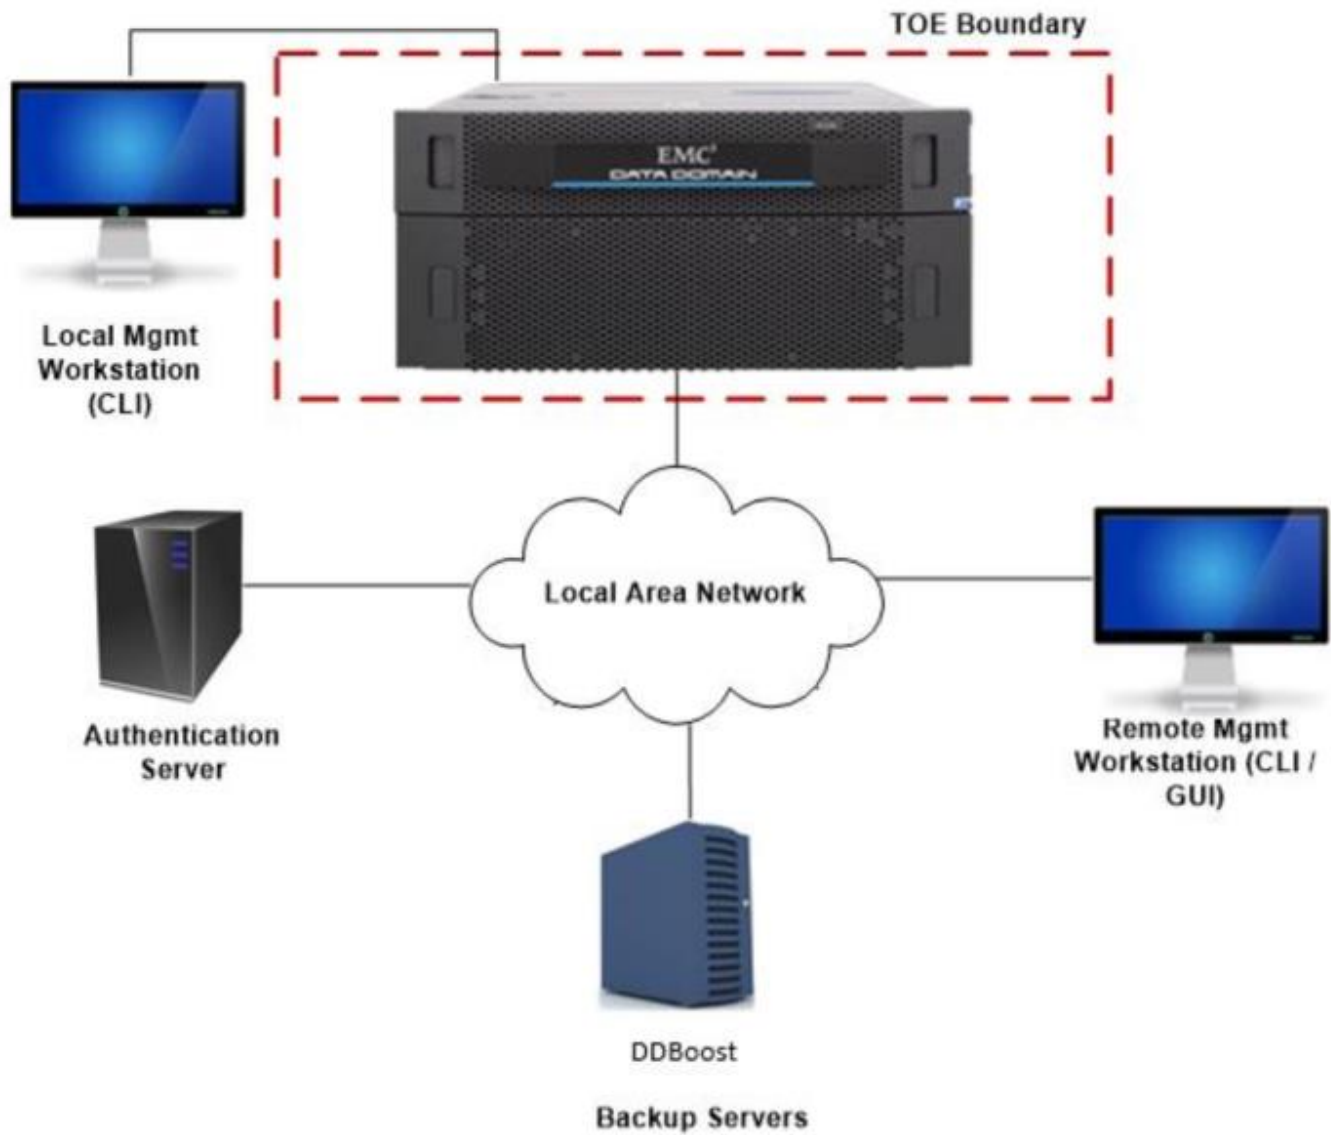 TOE Boundary
EMC²
DATA DOMAIN
Local Mgmt
Workstation
(CLI)
Local Area Network
Authentication
Server
Remote Mgmt
Workstation (CLI /
GUI)
DDBoost
Backup Servers